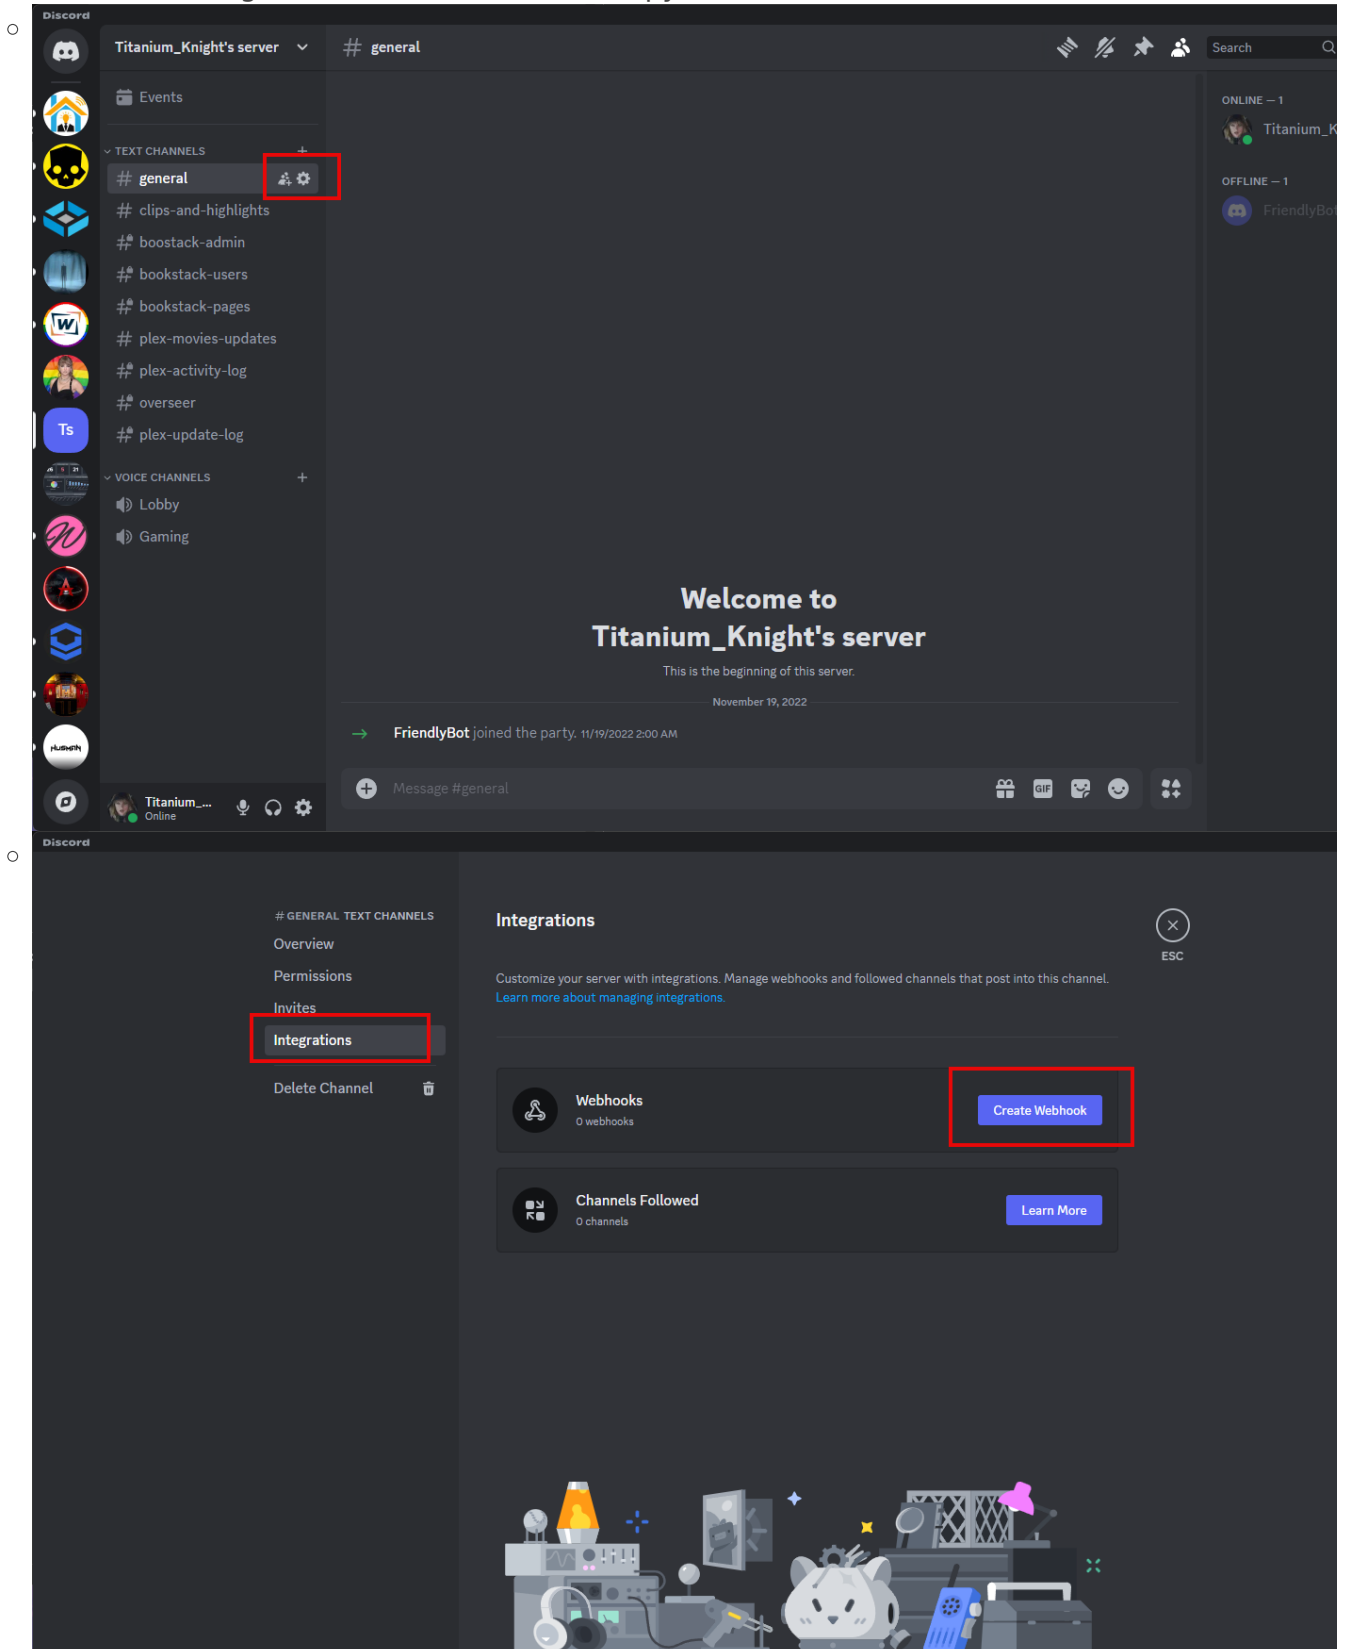 Discord
Titanium_Knight's server
general
Search
Events
ONLINE — 1
Titanium_K
TEXT CHANNELS
general
OFFLINE — 1
FriendlyBot
clips-and-highlights
boostack-admin
bookstack-users
bookstack-pages
W
plex-movies-updates
plex-activity-log
overseer
Ts
plex-update-log
VOICE CHANNELS
Lobby
Gaming
Welcome to
Titanium_Knight's server
This is the beginning of this server.
November 19, 2022
FriendlyBot joined the party. 11/19/2022 2:00 AM
HUSMAN
Message #general
GIF
Titanium_...
Online
Discord
# GENERAL TEXT CHANNELS
Overview
Permissions
Invites
Integrations
Delete Channel
Integrations
ESC
Customize your server with integrations. Manage webhooks and followed channels that post into this channel.
Learn more about managing integrations.
Webhooks
0 webhooks
Create Webhook
Channels Followed
0 channels
Learn More